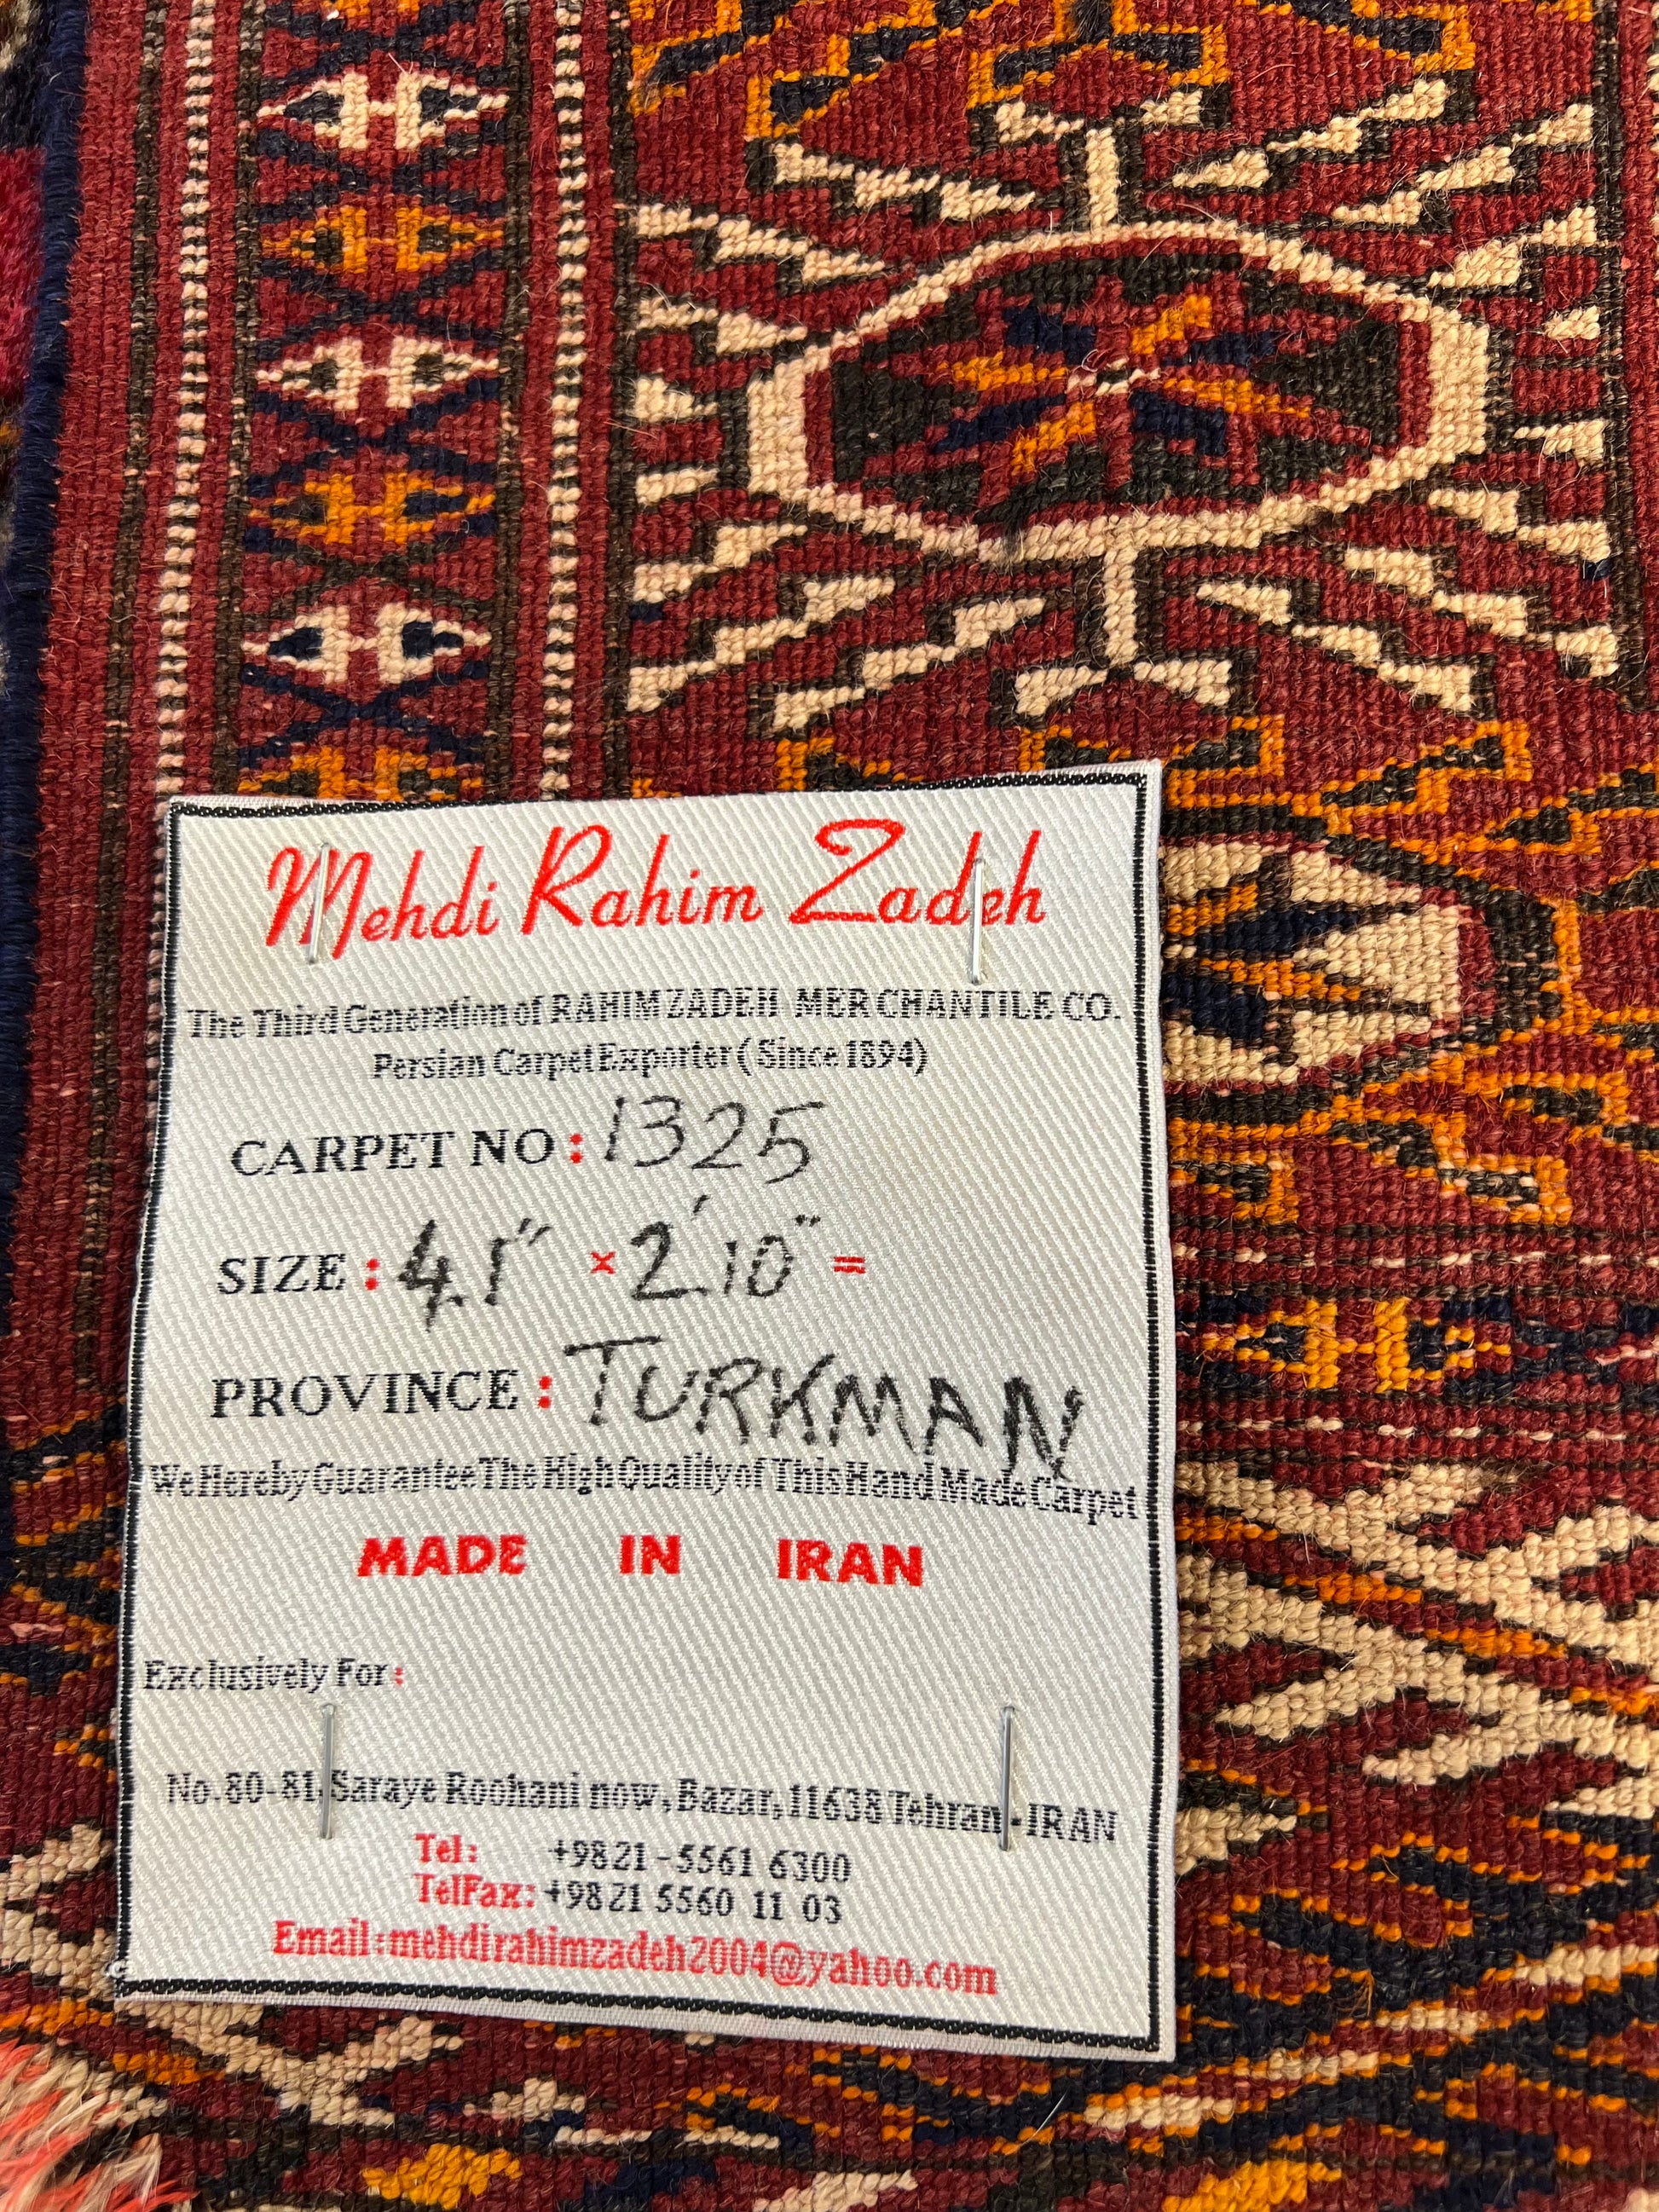 Mehdi Rahim Zadeh
The Third Generation of RAHIMZADEH MERCHANTILE CO.
Persian Carpet Exporter ( Since 1894)
CARPET NO : 1325
SIZE : 4.1" × 2'.10" =
PROVINCE : TURKMAN
We Hereby Guarantee The High Quality of This Hand Made Carpet
MADE IN IRAN
Exclusively For :
No. 80-81, Saraye Roohani now, Bazar, 11638 Tehran - IRAN
Tel: +9821-5561 6300
TelFax: +9821 5560 11 03
Email:mehdirahimzadeh2004@yahoo.com